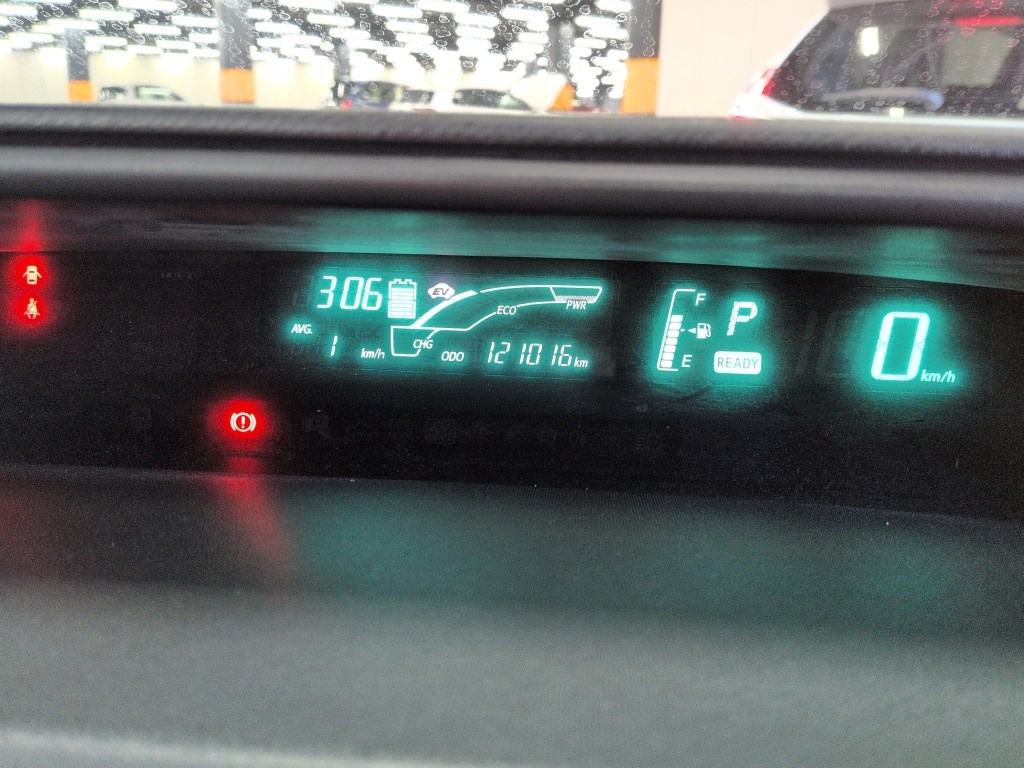 306 EV
ECO PWR
AVG. 1 km/h CHG ODO 121016 km
F
E
P
READY
0 km/h